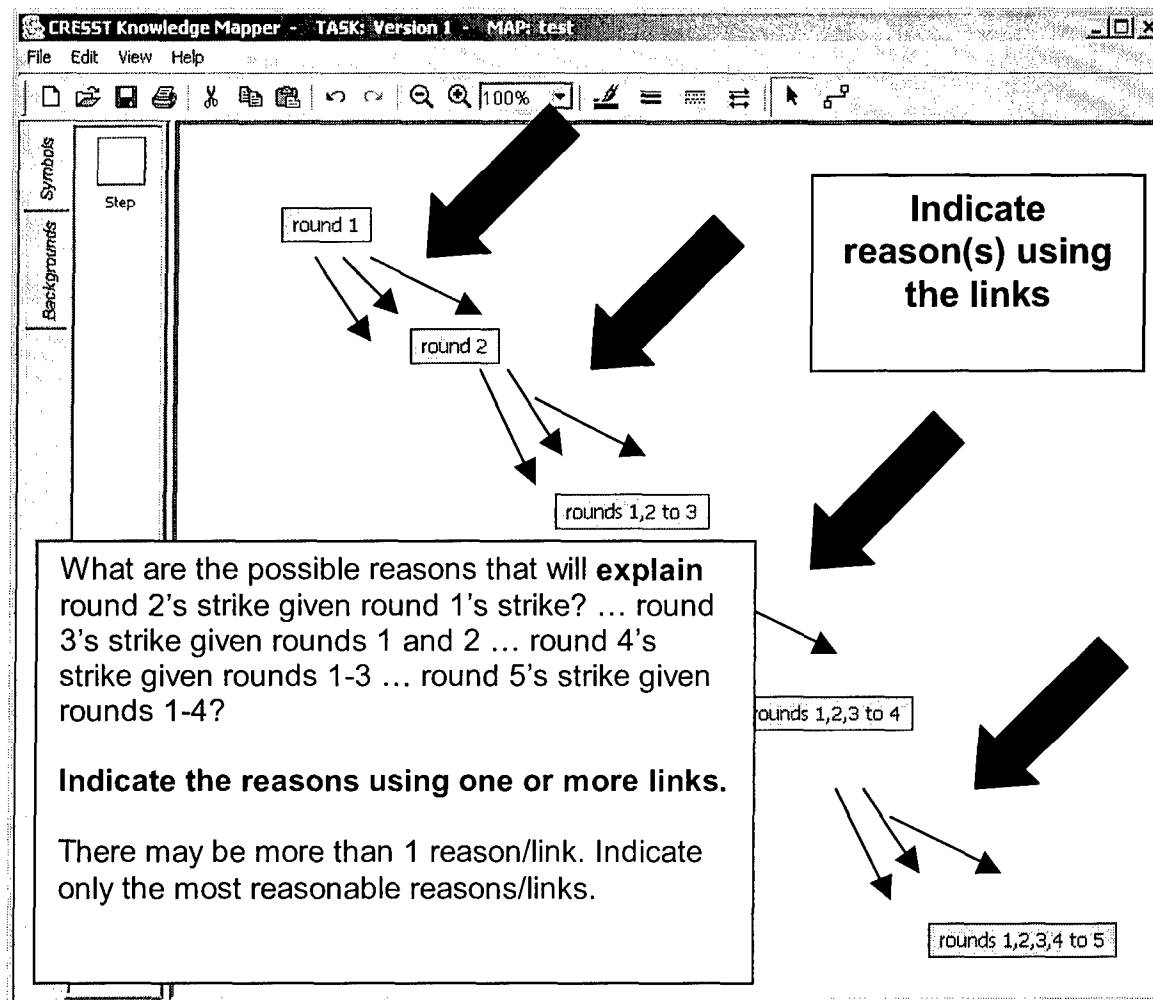 CRESST Knowledge Mapper - TASK: Version 1 - MAP: test
File Edit View Help
100%
Symbols
Backgrounds
Step
round 1
Indicate
reason(s) using
the links
round 2
rounds 1,2 to 3
What are the possible reasons that will explain
round 2's strike given round 1's strike? ... round
3's strike given rounds 1 and 2 ... round 4's
strike given rounds 1-3 ... round 5's strike given
rounds 1-4?
Indicate the reasons using one or more links.
There may be more than 1 reason/link. Indicate
only the most reasonable reasons/links.
rounds 1,2,3 to 4
rounds 1,2,3,4 to 5